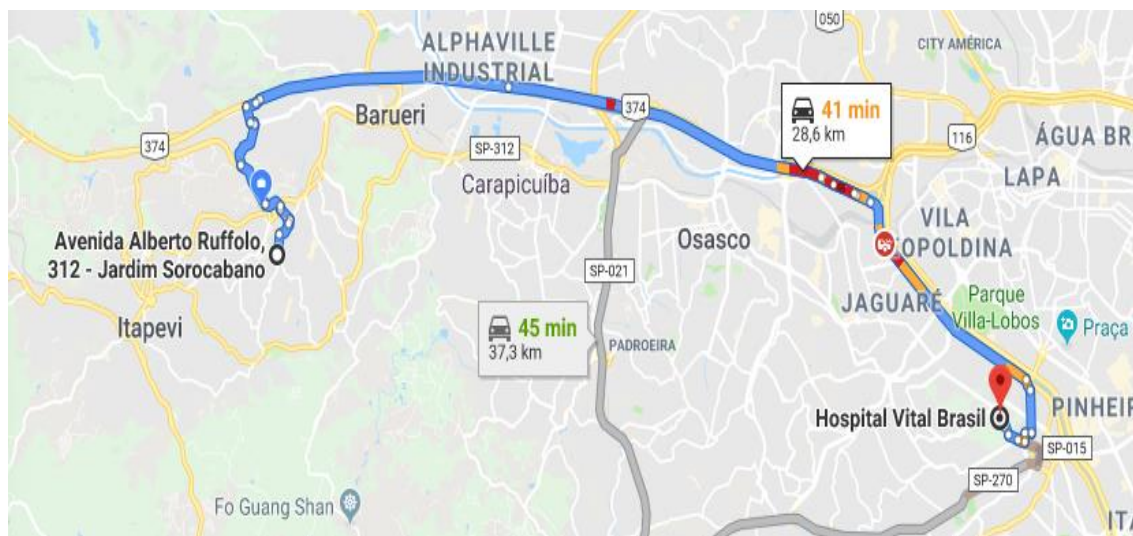 050
CITY AMÉRICA
ALPHAVILLE
INDUSTRIAL
Barueri
374
374
SP-312
Carapicuíba
41 min
28,6 km
116
ÁGUA BR
LAPA
VILA
OPOLDINA
Osasco
Avenida Alberto Ruffolo,
312 - Jardim Sorocabano
SP-021
JAGUARÉ
Parque
Villa-Lobos
Praça
Itapevi
45 min
37,3 km
PADROEIRA
PINHEIR
Hospital Vital Brasil
SP-015
SP-270
Fo Guang Shan
ITA